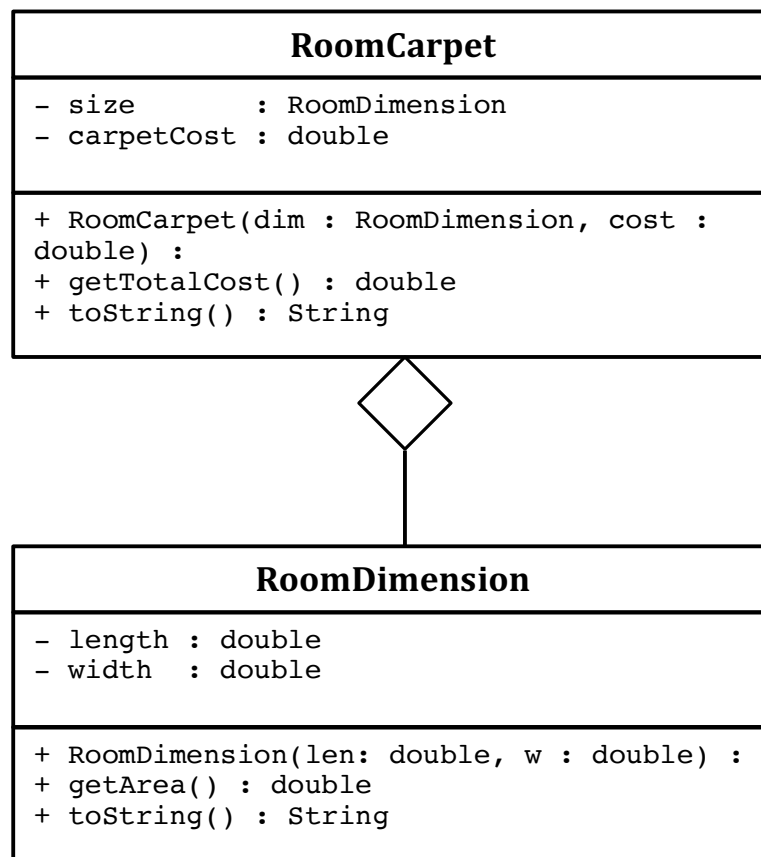 RoomCarpet
– size        : RoomDimension
– carpetCost : double
+ RoomCarpet(dim : RoomDimension, cost :
double) :
+ getTotalCost() : double
+ toString() : String
RoomDimension
– length : double
– width  : double
+ RoomDimension(len: double, w : double) :
+ getArea() : double
+ toString() : String